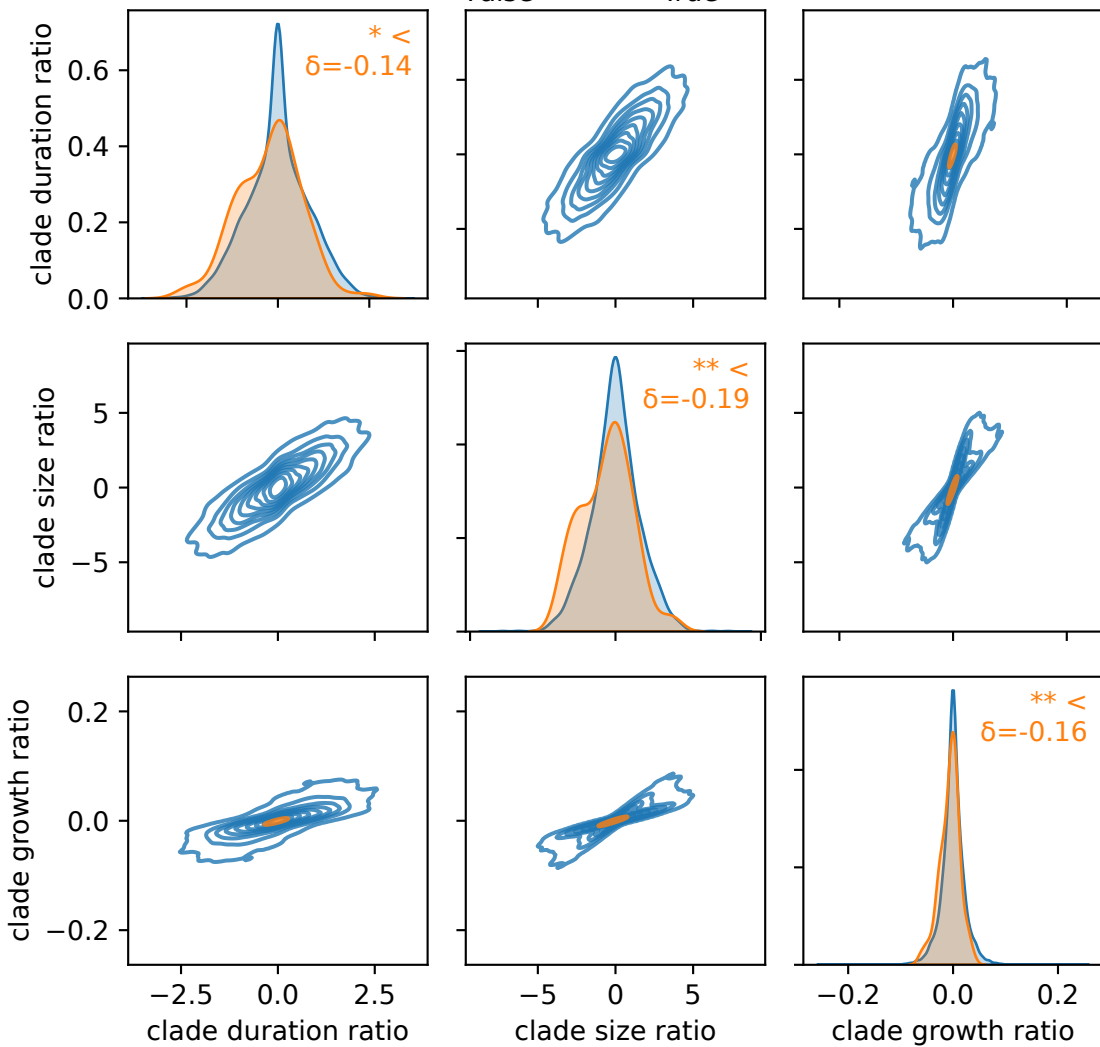 False True
clade duration ratio
0.6
0.4
0.2
0.0
* <
δ=-0.14
clade size ratio
5
0
−5
** <
δ=-0.19
clade growth ratio
0.2
0.0
−0.2
** <
δ=-0.16
−2.5 0.0 2.5
−5 0 5
−0.2 0.0 0.2
clade duration ratio
clade size ratio
clade growth ratio